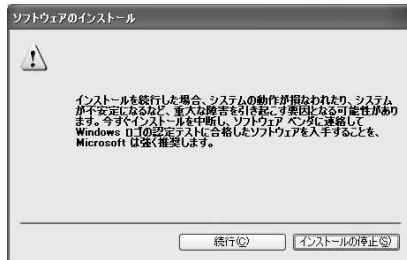 ソフトウェアのインストール
インストールを続行した場合、システムの動作が損なわれたり、システム
が不安定になるなど、重大な障害を引き起こす要因となる可能性があり
ます。今すぐインストールを中断し、ソフトウェア ベンダに連絡して
Windows ロゴの認定テストに合格したソフトウェアを入手することを、
Microsoft は強く推奨します。
続行(C)
インストールの停止(S)